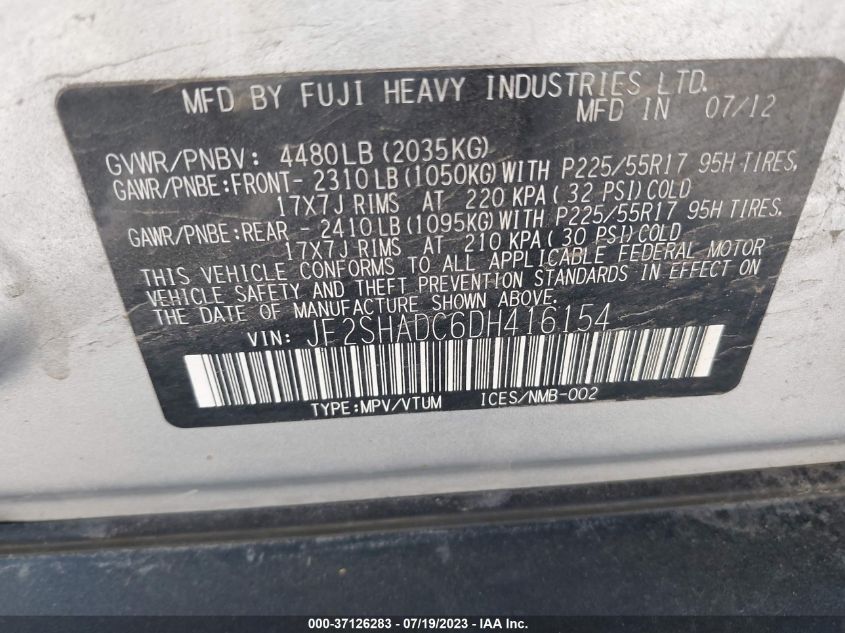 MFD BY FUJI HEAVY INDUSTRIES LTD.
MFD IN 07/12
GVWR/PNBV: 4480LB (2035KG)
GAWR/PNBE:FRONT- 2310LB (1050KG)WITH P225/55R17 95H TIRES,
17X7J RIMS AT 220 KPA (32 PSI)COLD
GAWR/PNBE:REAR - 2410LB (1095KG)WITH P225/55R17 95H TIRES,
17X7J RIMS AT 210 KPA (30 PSI)COLD
THIS VEHICLE CONFORMS TO ALL APPLICABLE FEDERAL MOTOR
VEHICLE SAFETY AND THEFT PREVENTION STANDARDS IN EFFECT ON
THE DATE OF MANUFACTURE SHOWN ABOVE
VIN: JF2SHADC6DH416154
TYPE:MPV/VTUM ICES/NMB-002
000-37126283 - 07/19/2023 - IAAI Inc.